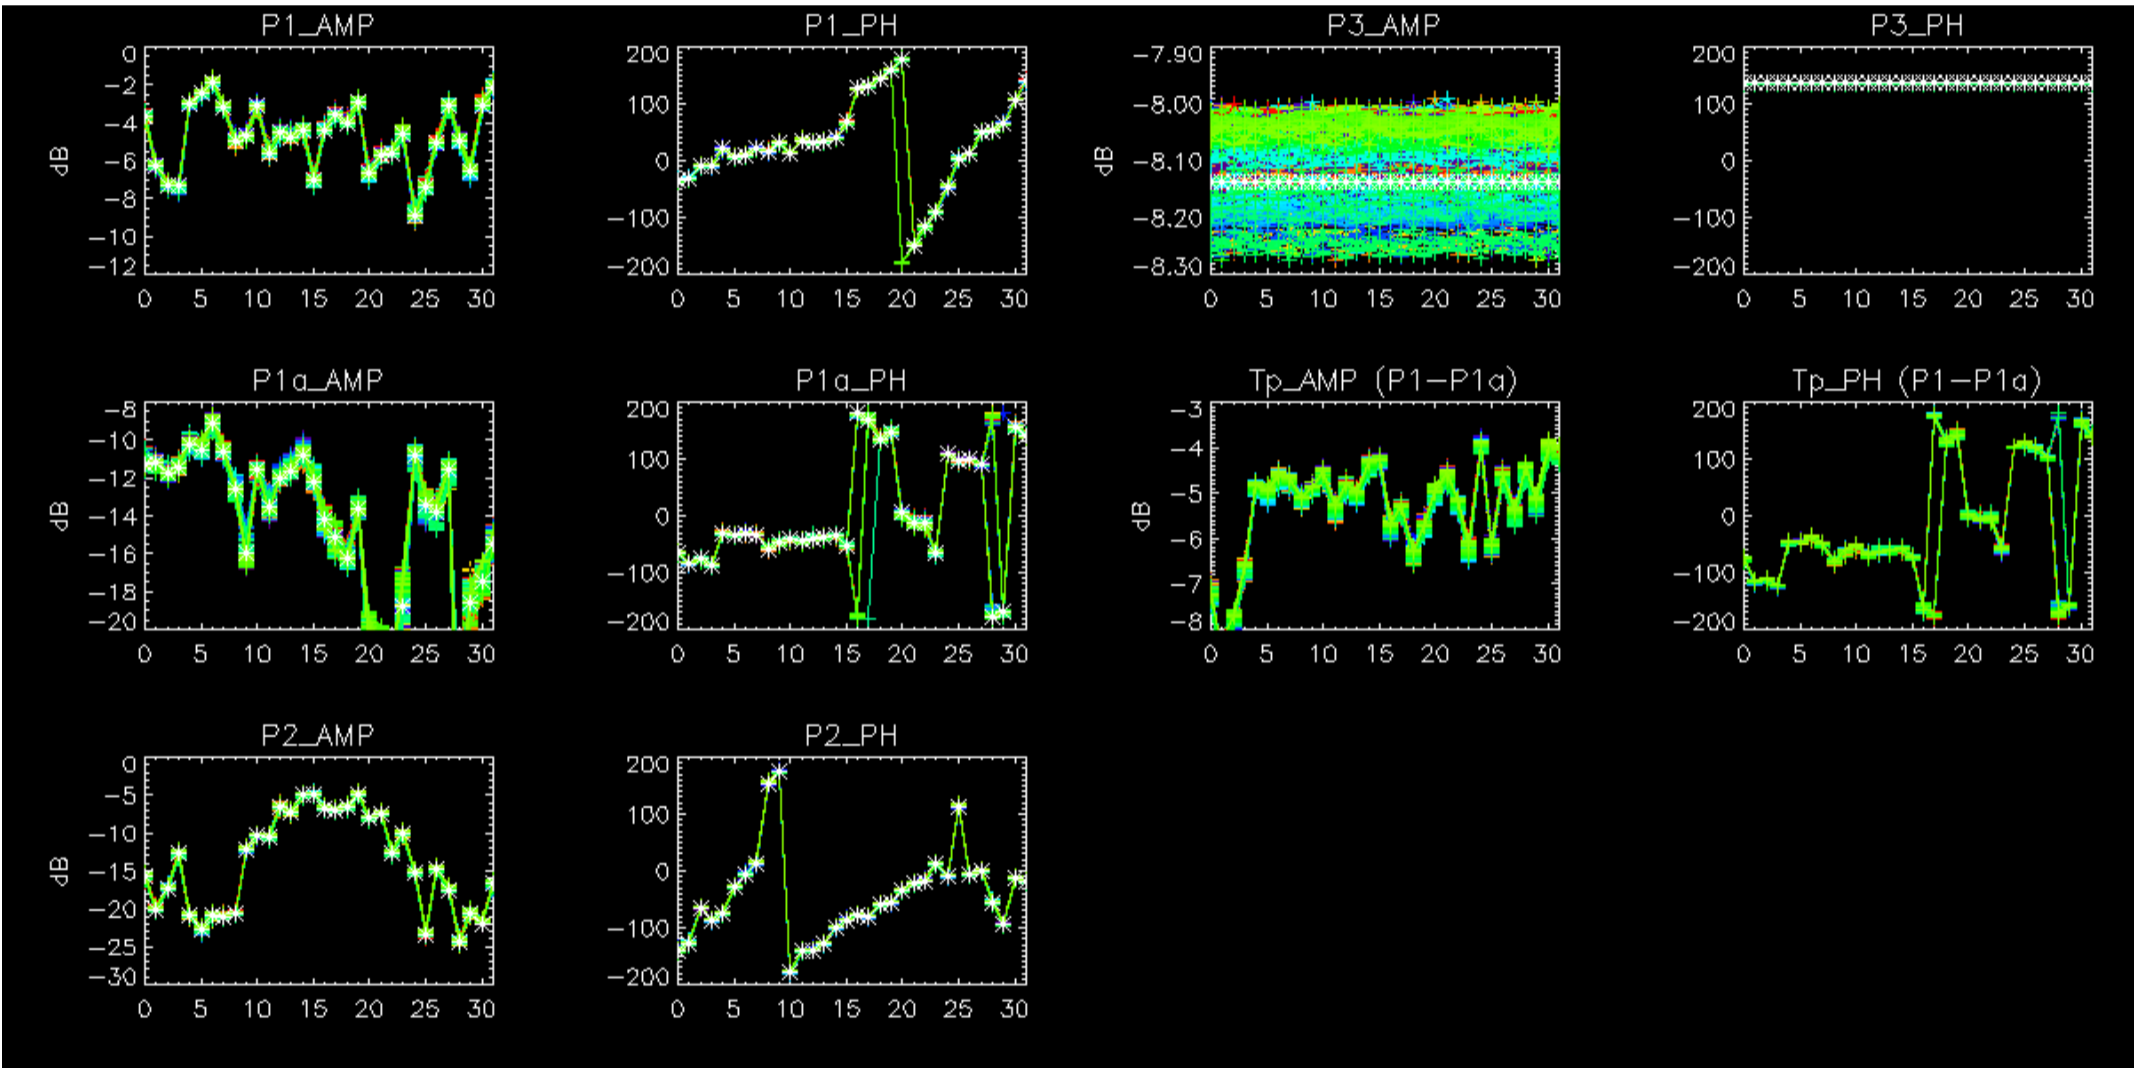 P1_AMP
P1_PH
P3_AMP
P3_PH
0
−2
−4
−6
−8
−10
−12
dB
0 5 10 15 20 25 30
200
100
0
−100
−200
0 5 10 15 20 25 30
−7.90
−8.00
−8.10
−8.20
−8.30
dB
0 5 10 15 20 25 30
200
100
0
−100
−200
0 5 10 15 20 25 30
P1a_AMP
P1a_PH
Tp_AMP (P1−P1a)
Tp_PH (P1−P1a)
−8
−10
−12
−14
−16
−18
−20
dB
0 5 10 15 20 25 30
200
100
0
−100
−200
0 5 10 15 20 25 30
−3
−4
−5
−6
−7
−8
dB
0 5 10 15 20 25 30
200
100
0
−100
−200
0 5 10 15 20 25 30
P2_AMP
P2_PH
0
−5
−10
−15
−20
−25
−30
dB
0 5 10 15 20 25 30
200
100
0
−100
−200
0 5 10 15 20 25 30